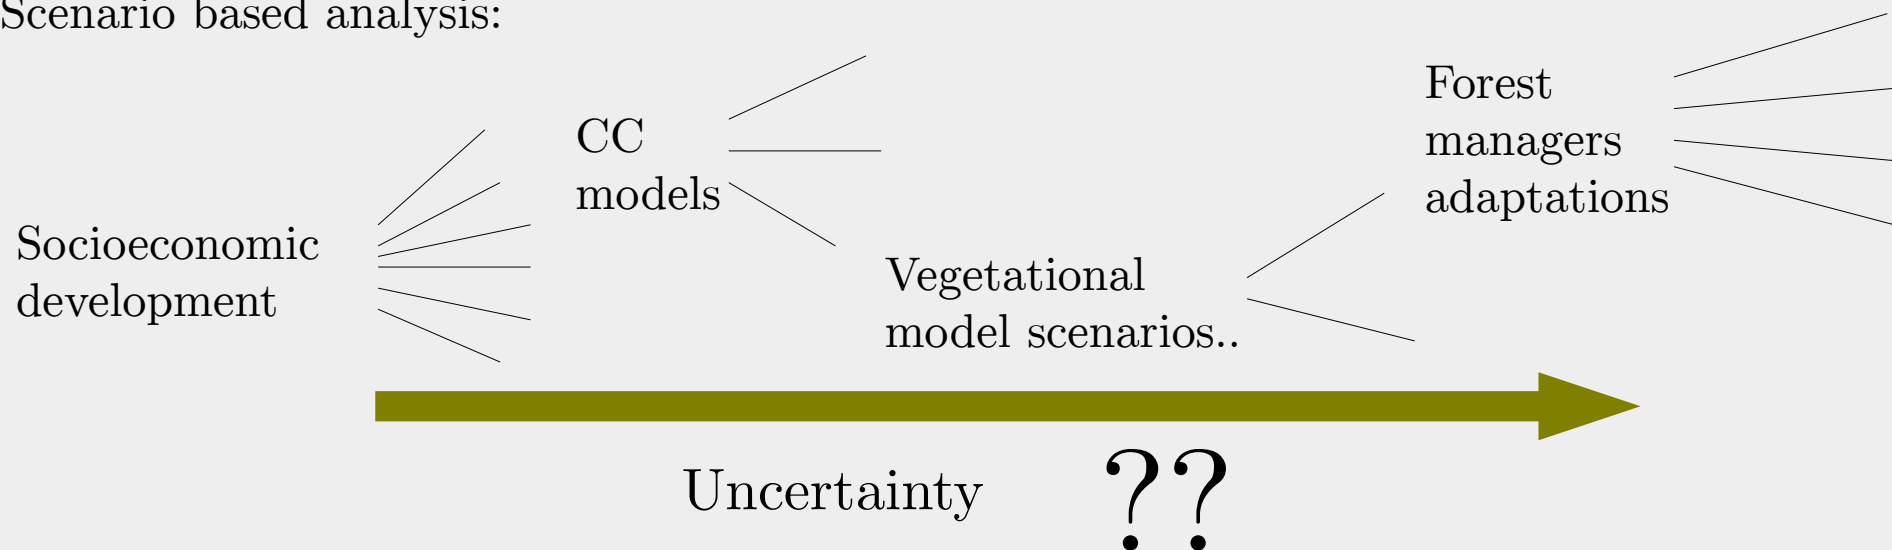 Scenario based analysis:
CC
models
Socioeconomic
development
Vegetational
model scenarios..
Forest
managers
adaptations
Uncertainty ??